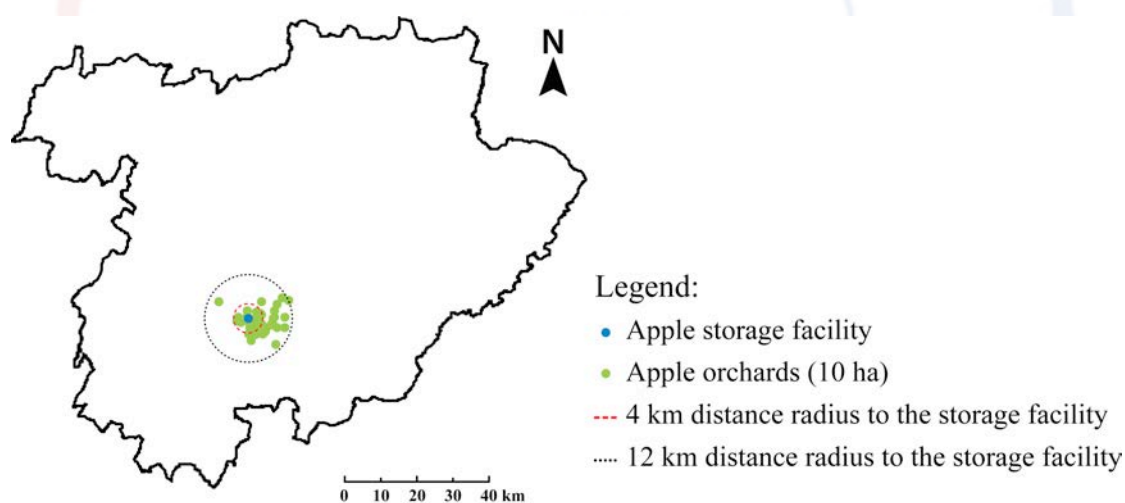 N
Legend:
Apple storage facility
Apple orchards (10 ha)
4 km distance radius to the storage facility
12 km distance radius to the storage facility
0 10 20 30 40 km